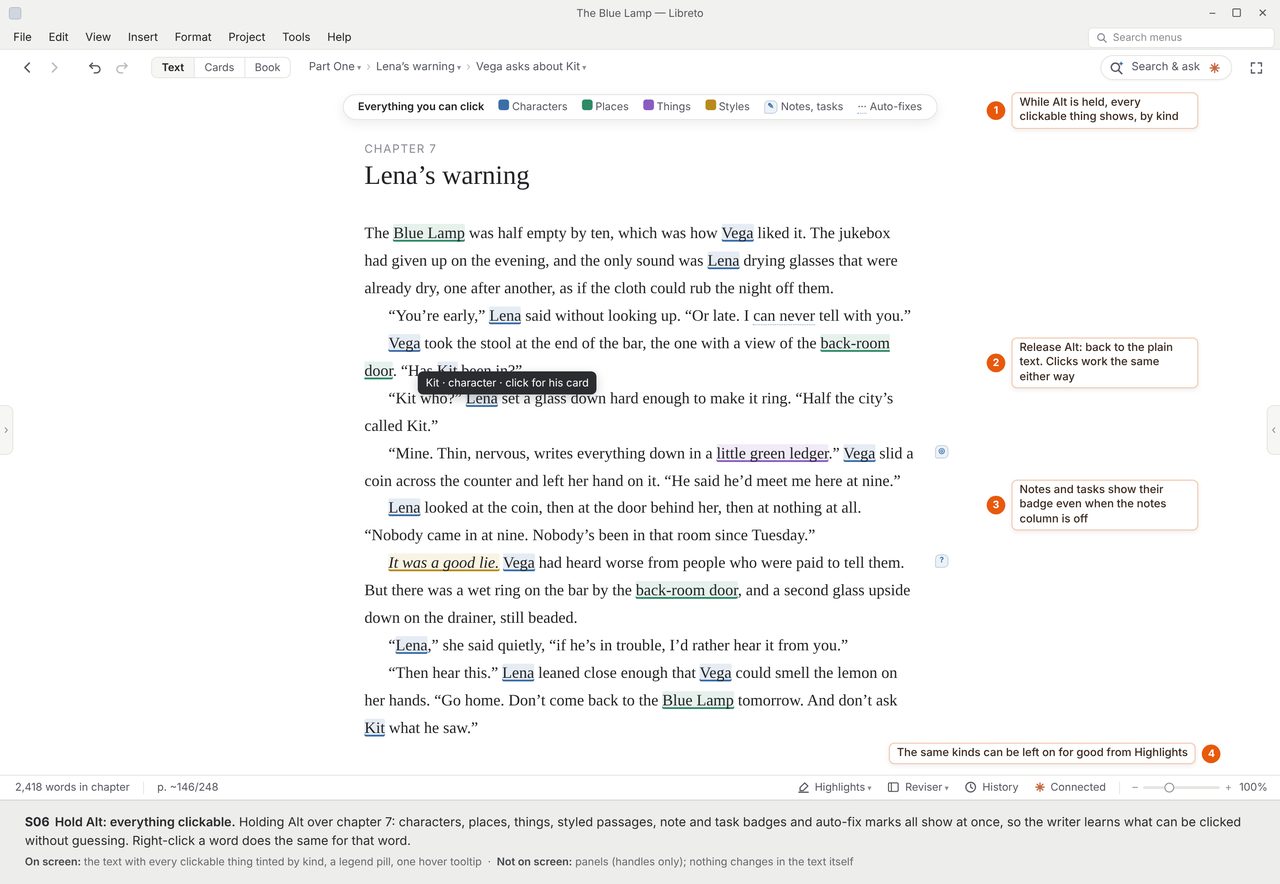 The Blue Lamp — Libreto
File Edit View Insert Format Project Tools Help
Search menus
Text Cards Book
Part One › Lena’s warning › Vega asks about Kit
Search & ask
Everything you can click Characters Places Things Styles Notes, tasks Auto-fixes
1
While Alt is held, every
clickable thing shows, by kind
CHAPTER 7
Lena’s warning
The Blue Lamp was half empty by ten, which was how Vega liked it. The jukebox
had given up on the evening, and the only sound was Lena drying glasses that were
already dry, one after another, as if the cloth could rub the night off them.
“You’re early,” Lena said without looking up. “Or late. I can never tell with you.”
Vega took the stool at the end of the bar, the one with a view of the back-room
door. “Has Kit been in?”
Kit · character · click for his card
2
Release Alt: back to the plain
text. Clicks work the same
either way
“Kit who?” Lena set a glass down hard enough to make it ring. “Half the city’s
called Kit.”
“Mine. Thin, nervous, writes everything down in a little green ledger.” Vega slid a
coin across the counter and left her hand on it. “He said he’d meet me here at nine.”
Lena looked at the coin, then at the door behind her, then at nothing at all.
“Nobody came in at nine. Nobody’s been in that room since Tuesday.”
3
Notes and tasks show their
badge even when the notes
column is off
It was a good lie. Vega had heard worse from people who were paid to tell them.
?
But there was a wet ring on the bar by the back-room door, and a second glass upside
down on the drainer, still beaded.
“Lena,” she said quietly, “if he’s in trouble, I’d rather hear it from you.”
“Then hear this.” Lena leaned close enough that Vega could smell the lemon on
her hands. “Go home. Don’t come back to the Blue Lamp tomorrow. And don’t ask
Kit what he saw.”
The same kinds can be left on for good from Highlights
4
2,418 words in chapter p. ~146/248
Highlights Reviser History Connected − + 100%
S06 Hold Alt: everything clickable. Holding Alt over chapter 7: characters, places, things, styled passages, note and task badges and auto-fix marks all show at once, so the writer learns what can be clicked
without guessing. Right-click a word does the same for that word.
On screen: the text with every clickable thing tinted by kind, a legend pill, one hover tooltip · Not on screen: panels (handles only); nothing changes in the text itself